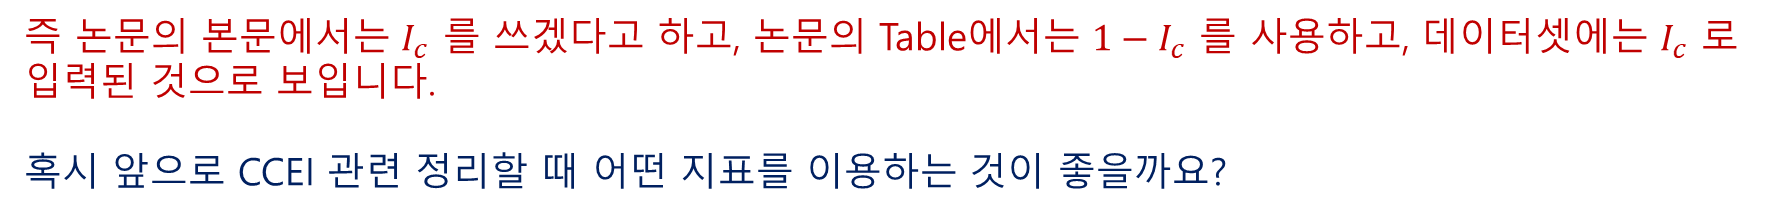 즉 논문의 본문에서는 I_c 를 쓰겠다고 하고, 논문의 Table에서는 1 − I_c 를 사용하고, 데이터셋에는 I_c 로
입력된 것으로 보입니다.
혹시 앞으로 CCEI 관련 정리할 때 어떤 지표를 이용하는 것이 좋을까요?